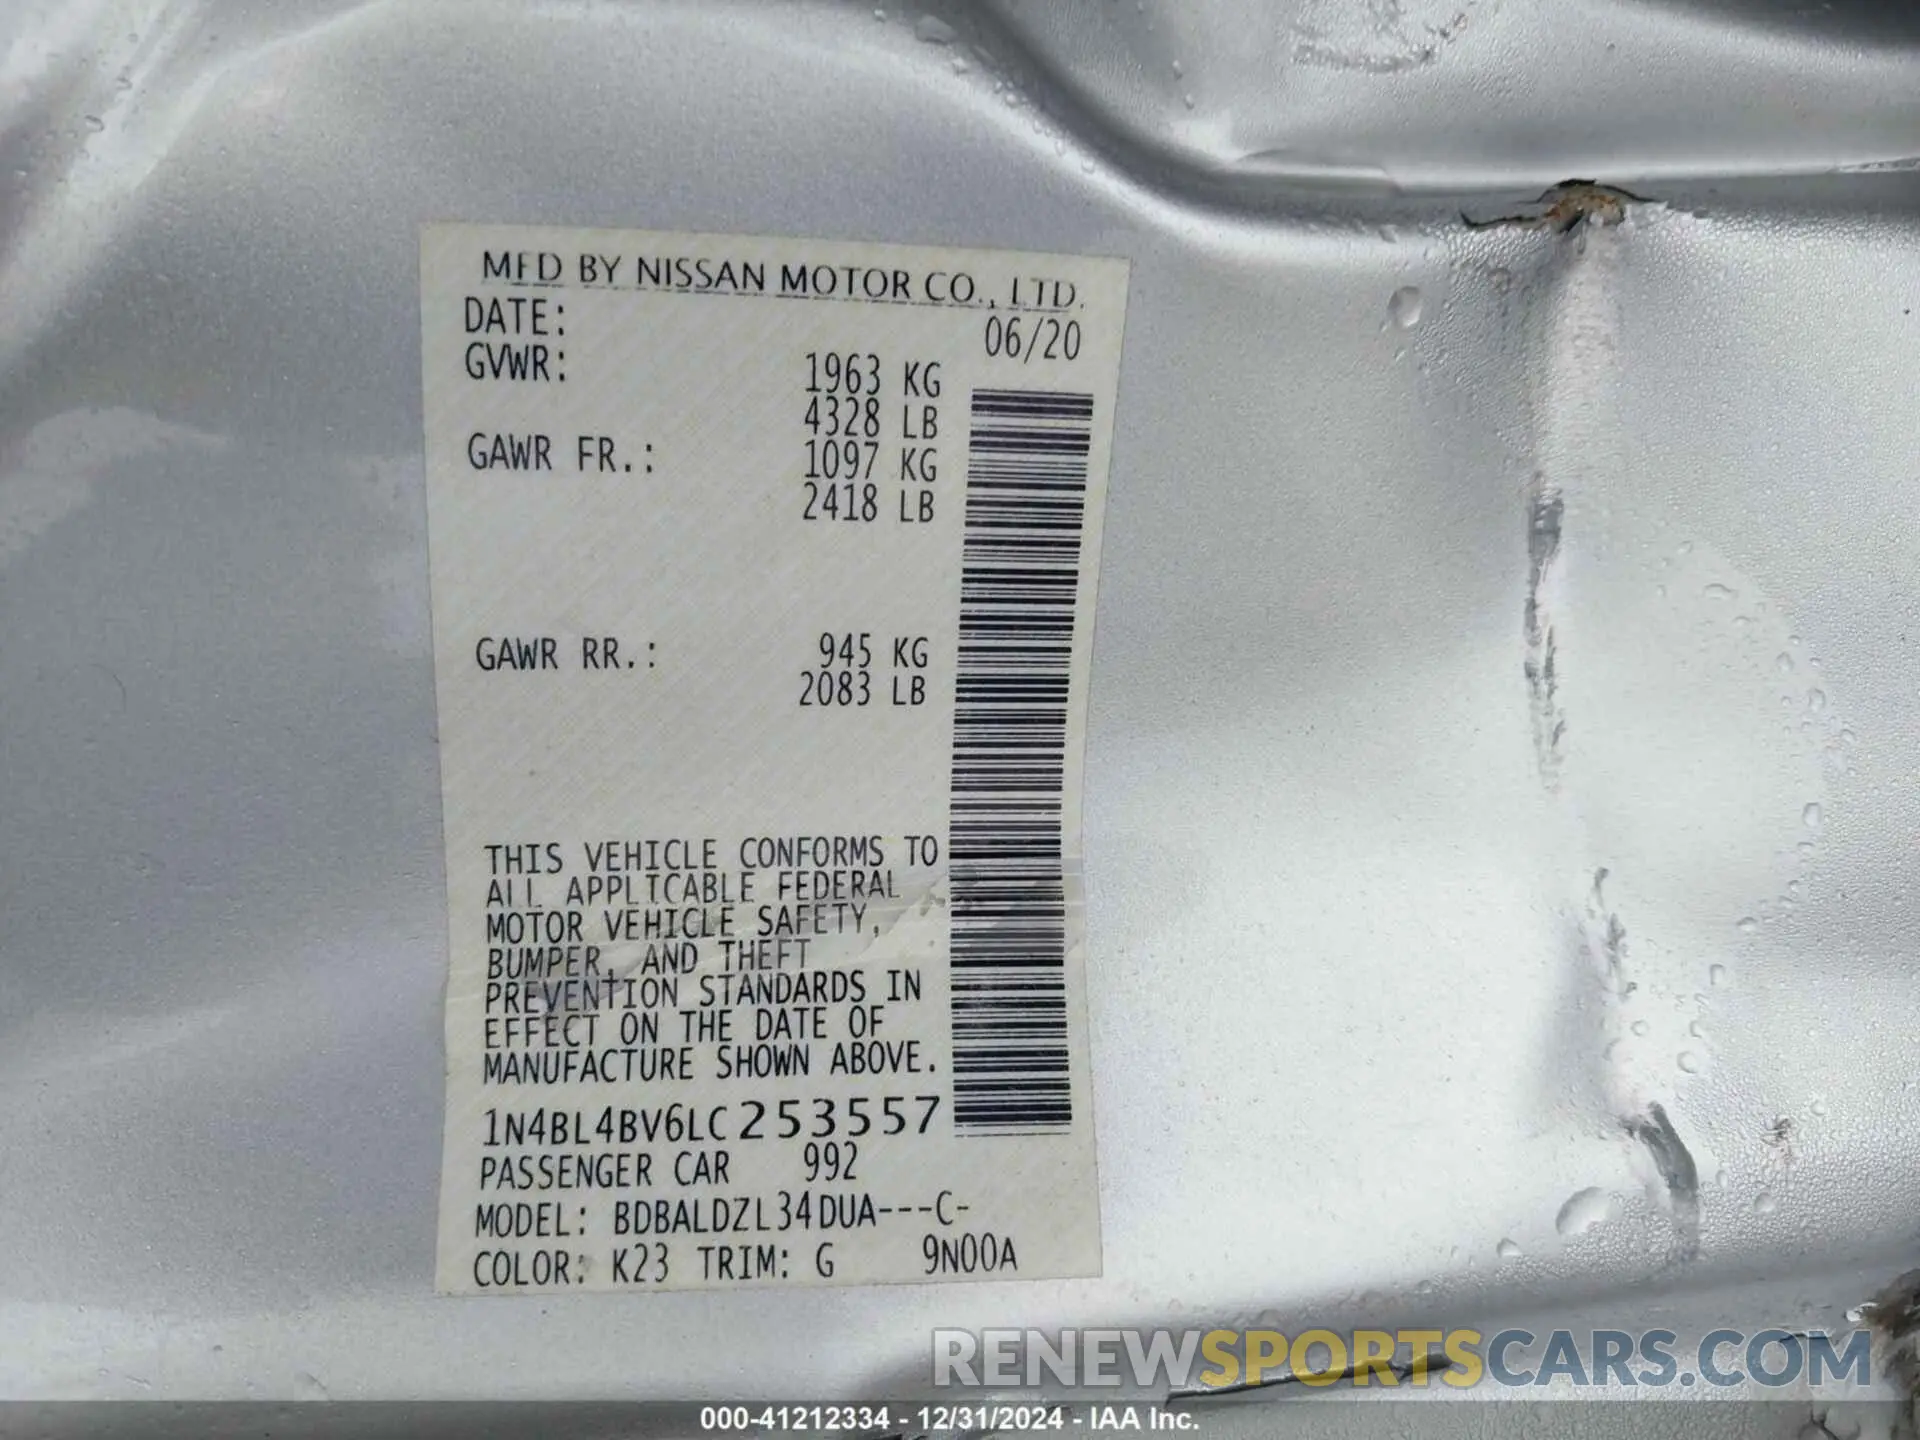 MFD BY NISSAN MOTOR CO., LTD.
DATE: 06/20
GVWR: 1963 KG
4328 LB
GAWR FR.: 1097 KG
2418 LB
GAWR RR.: 945 KG
2083 LB
THIS VEHICLE CONFORMS TO
ALL APPLICABLE FEDERAL
MOTOR VEHICLE SAFETY,
BUMPER, AND THEFT
PREVENTION STANDARDS IN
EFFECT ON THE DATE OF
MANUFACTURE SHOWN ABOVE.
1N4BL4BV6LC253557
PASSENGER CAR 992
MODEL: BDBALDZL34DUA---C-
COLOR: K23 TRIM: G 9N00A
RENEWSPORTSCARS.COM
000-41212334 - 12/31/2024 - IAA Inc.